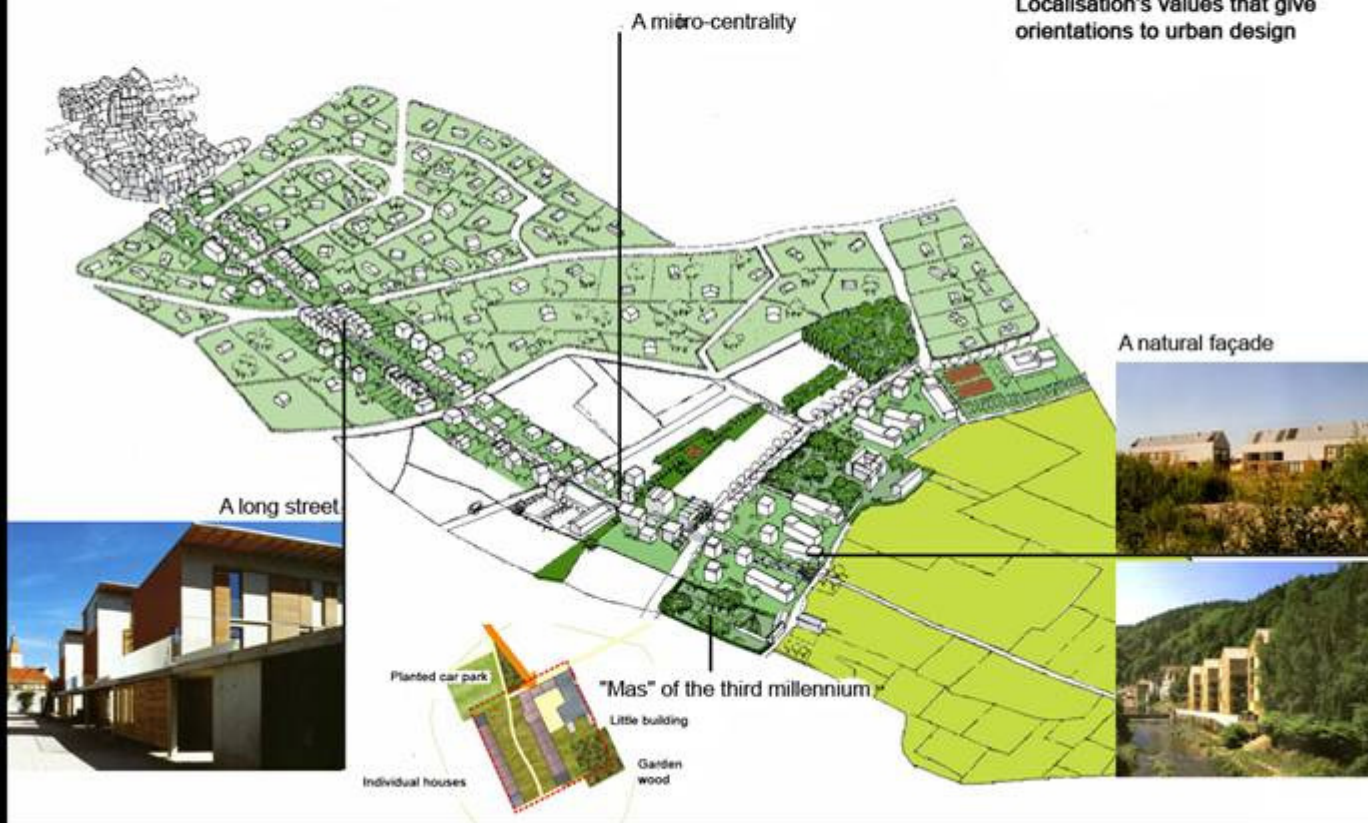 Localisation's values that give
orientations to urban design
A micro-centrality
A natural façade
A long street
Planted car park
"Mas" of the third millennium
Little building
Garden
wood
Individual houses